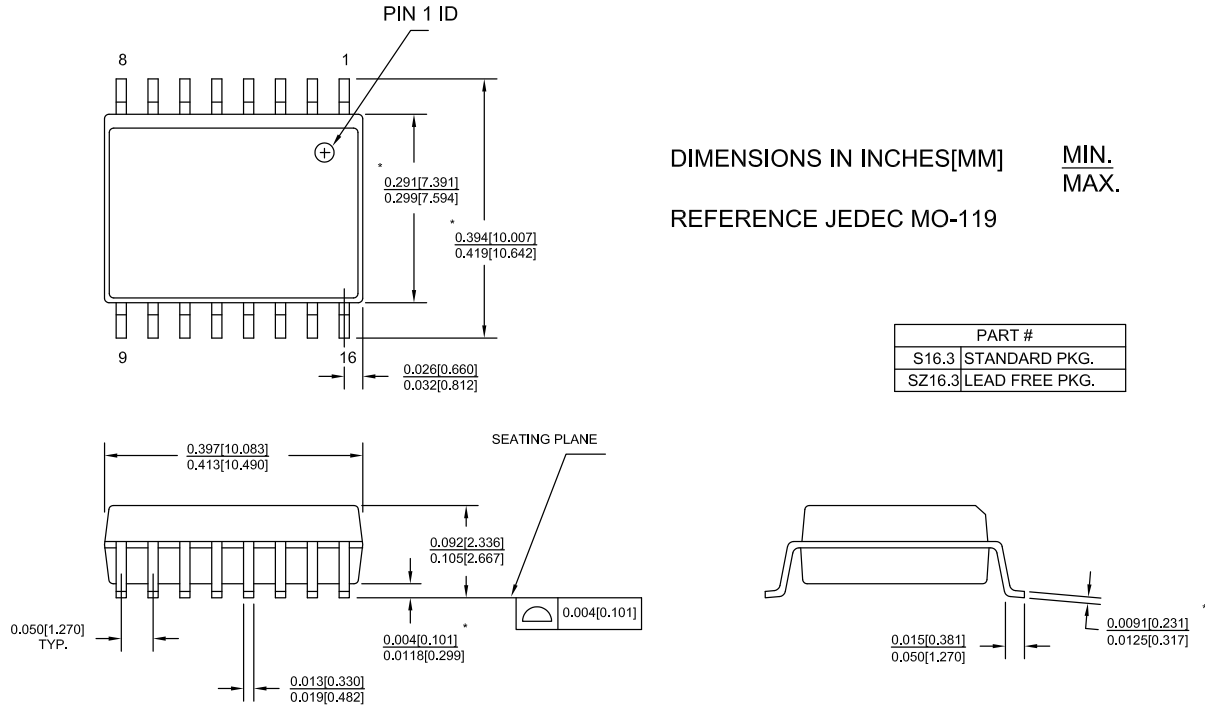 PIN 1 ID
8
1
*
0.291[7.391]
0.299[7.594]
*
0.394[10.007]
0.419[10.642]
9
16
0.026[0.660]
0.032[0.812]
DIMENSIONS IN INCHES[MM]
MIN.
MAX.
REFERENCE JEDEC MO-119
PART #
S16.3 STANDARD PKG.
SZ16.3 LEAD FREE PKG.
0.397[10.083]
0.413[10.490]
SEATING PLANE
0.092[2.336]
0.105[2.667]
0.004[0.101]
0.050[1.270]
TYP.
*
0.004[0.101]
0.0118[0.299]
0.013[0.330]
0.019[0.482]
0.015[0.381]
0.050[1.270]
*
0.0091[0.231]
0.0125[0.317]